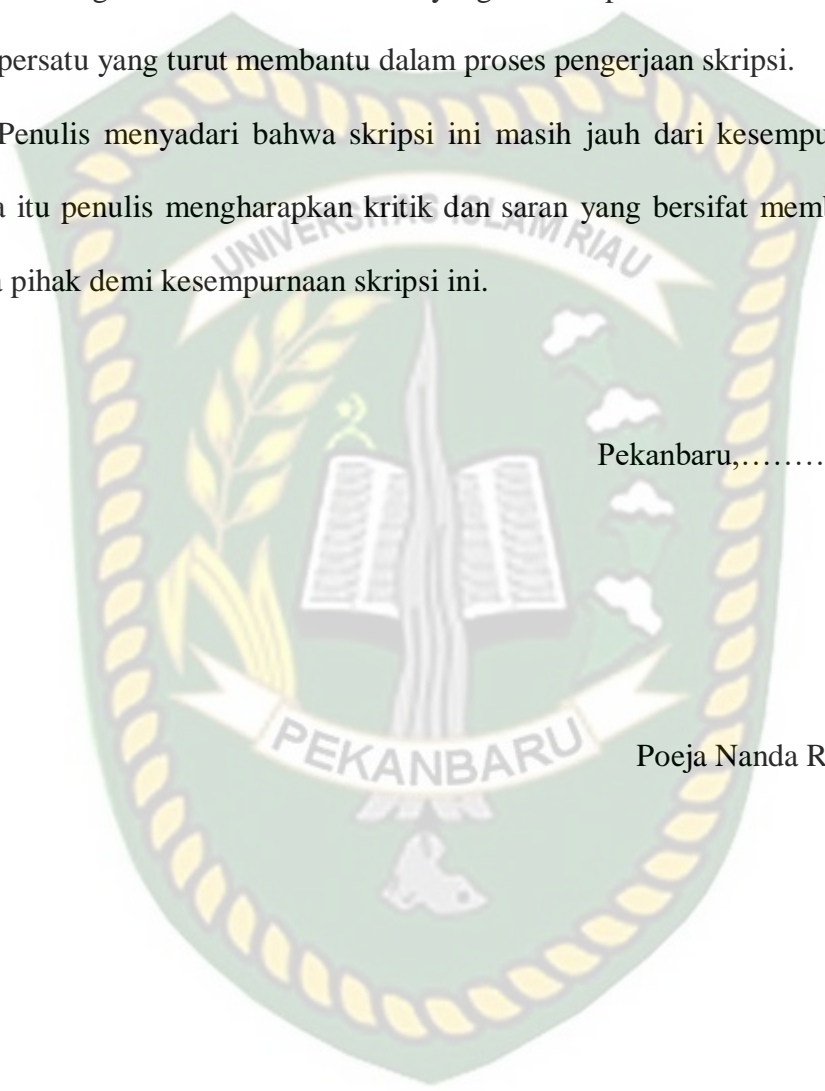 persatu yang turut membantu dalam proses pengerjaan skripsi.
Penulis menyadari bahwa skripsi ini masih jauh dari kesempu
itu penulis mengharapkan kritik dan saran yang bersifat mem
UNIVERSITAS ISLAM RIAU
pihak demi kesempurnaan skripsi ini.
Pekanbaru,.........
PEKANBARU
Poeja Nanda R